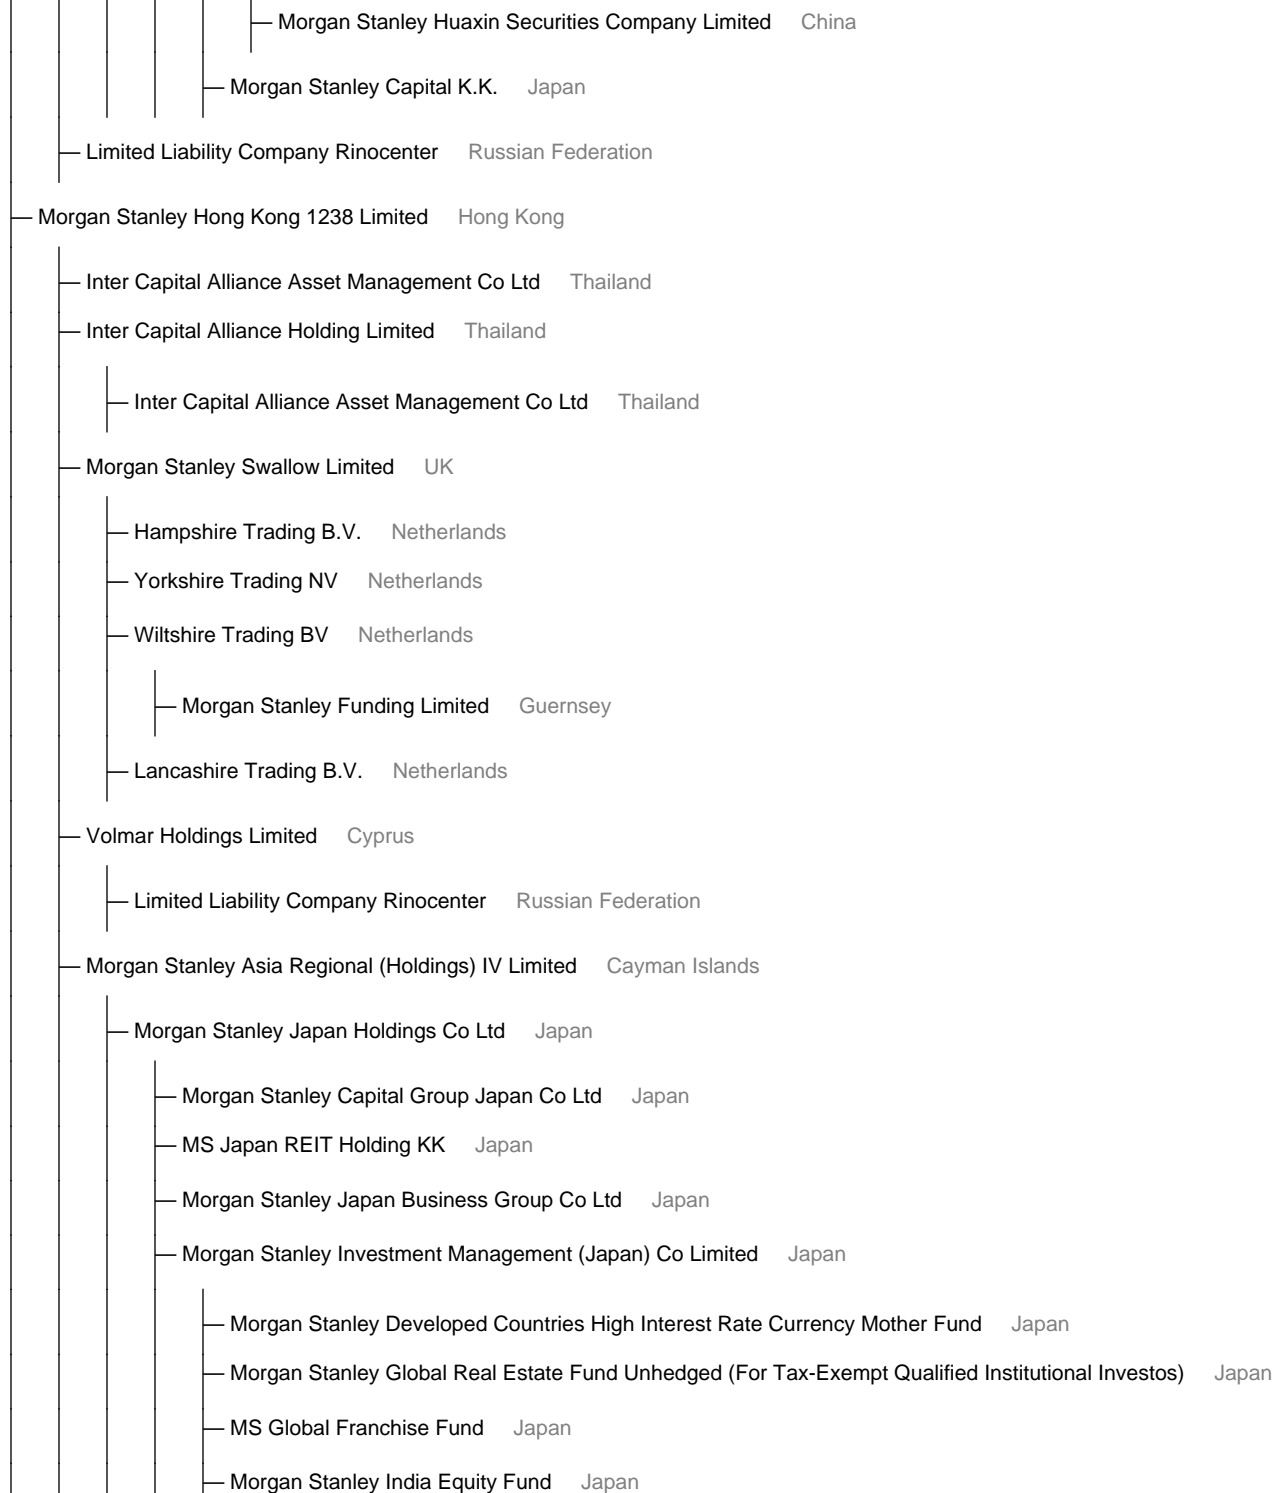 Morgan Stanley Huaxin Securities Company Limited China
Morgan Stanley Capital K.K. Japan
Limited Liability Company Rinocenter Russian Federation
Morgan Stanley Hong Kong 1238 Limited Hong Kong
Inter Capital Alliance Asset Management Co Ltd Thailand
Inter Capital Alliance Holding Limited Thailand
Inter Capital Alliance Asset Management Co Ltd Thailand
Morgan Stanley Swallow Limited UK
Hampshire Trading B.V. Netherlands
Yorkshire Trading NV Netherlands
Wiltshire Trading BV Netherlands
Morgan Stanley Funding Limited Guernsey
Lancashire Trading B.V. Netherlands
Volmar Holdings Limited Cyprus
Limited Liability Company Rinocenter Russian Federation
Morgan Stanley Asia Regional (Holdings) IV Limited Cayman Islands
Morgan Stanley Japan Holdings Co Ltd Japan
Morgan Stanley Capital Group Japan Co Ltd Japan
MS Japan REIT Holding KK Japan
Morgan Stanley Japan Business Group Co Ltd Japan
Morgan Stanley Investment Management (Japan) Co Limited Japan
Morgan Stanley Developed Countries High Interest Rate Currency Mother Fund Japan
Morgan Stanley Global Real Estate Fund Unhedged (For Tax-Exempt Qualified Institutional Investos) Japan
MS Global Franchise Fund Japan
Morgan Stanley India Equity Fund Japan